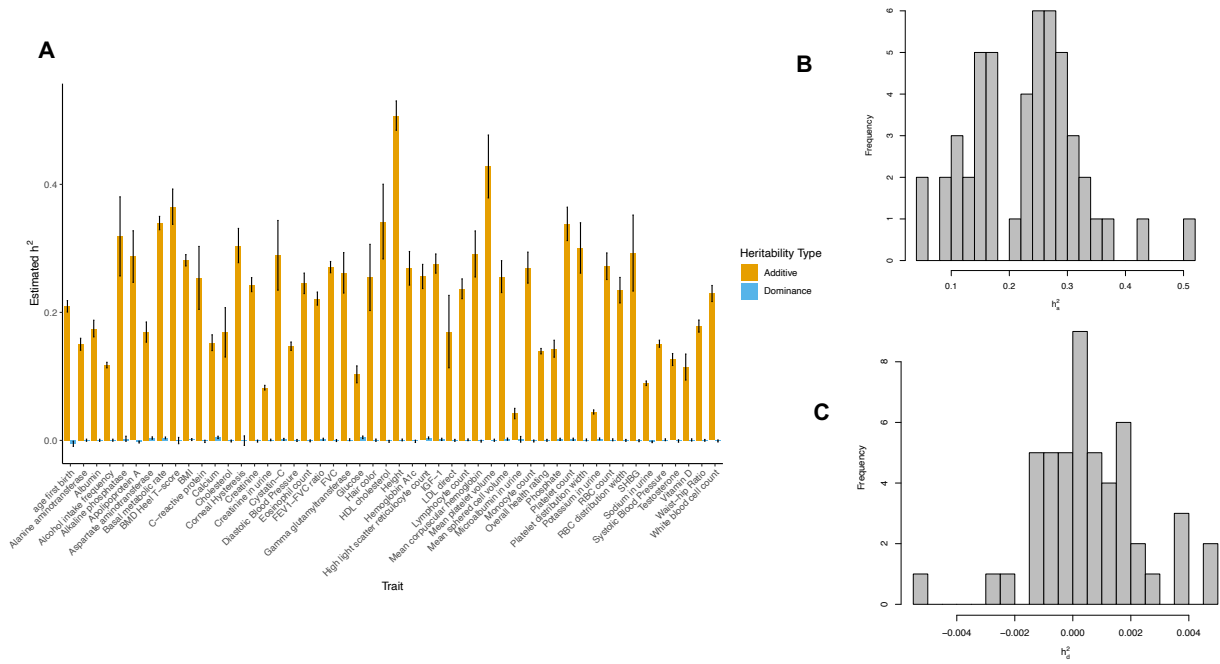 A
Estimated h²
0.4
0.2
0.0
age first birth
Alanine aminotransferase
Albumin
Alcohol intake frequency
Alkaline phosphatase
Apoliprotein A
Aspartate aminotransferase
Basal metabolic rate
BMD Heel T−score
BMI
C−reactive protein
Calcium
Cholesterol
Corneal Hysteresis
Creatinine
Creatinine in urine
Cystatin−C
Diastolic Blood Pressure
Eosinophil count
FEV1−FVC ratio
FVC
Gamma glutamyltransferase
Glucose
Hair color
HDL cholesterol
Height
Hemoglobin A1c
High light scatter reticulocyte count
IGF−1
LDL direct
Lymphocyte count
Mean corpuscular hemoglobin
Mean platelet volume
Mean sphered cell volume
Microalbumin in urine
Monocyte count
Overall health rating
Phosphate
Platelet count
Platelet distribution width
Potassium in urine
RBC count
RBC distribution width
SHBG
Sodium in urine
Systolic Blood Pressure
Testosterone
Vitamin D
Waist−hip Ratio
White blood cell count
Trait
Heritability Type
Additive
Dominance
B
Frequency
0 1 2 3 4 5 6
0.1 0.2 0.3 0.4 0.5
h²a
C
Frequency
0 2 4 6 8
−0.004 −0.002 0.000 0.002 0.004
h²d